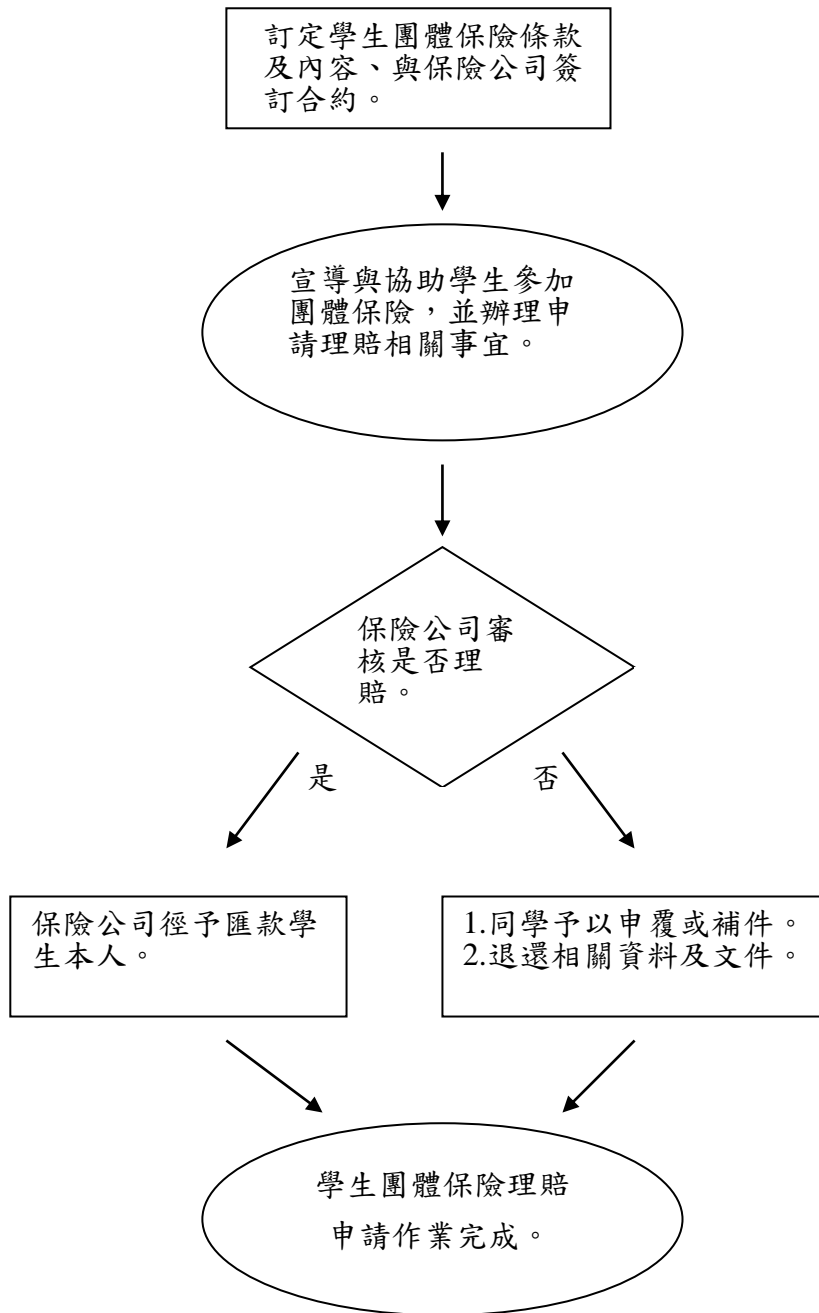 訂定學生團體保險條款
及內容、與保險公司簽
訂合約。
宣導與協助學生參加
團體保險，並辦理申
請理賠相關事宜。
保險公司審
核是否理
賠。
是
否
保險公司徑予匯款學
生本人。
1.同學予以申覆或補件。
2.退還相關資料及文件。
學生團體保險理賠
申請作業完成。